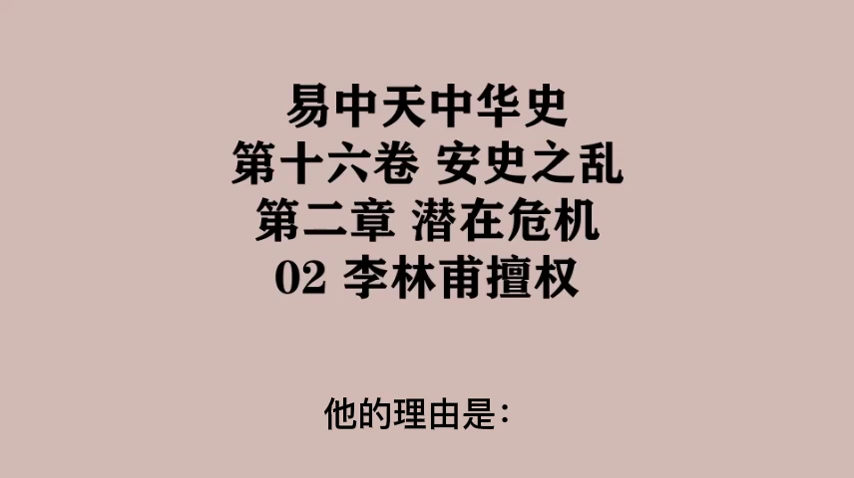 易中天中华史
第十六卷 安史之乱
第二章 潜在危机
02 李林甫擅权
他的理由是：